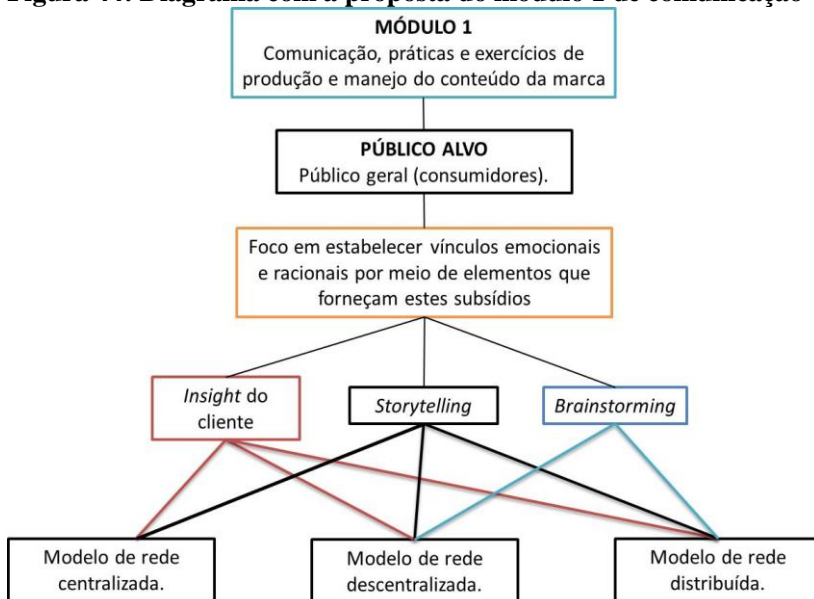 MÓDULO 1
Comunicação, práticas e exercícios de
produção e manejo do conteúdo da marca
PÚBLICO ALVO
Público geral (consumidores).
Foco em estabelecer vínculos emocionais
e racionais por meio de elementos que
forneçam estes subsídios
Insight do
cliente
Storytelling
Brainstorming
Modelo de rede
centralizada.
Modelo de rede
descentralizada.
Modelo de rede
distribuída.